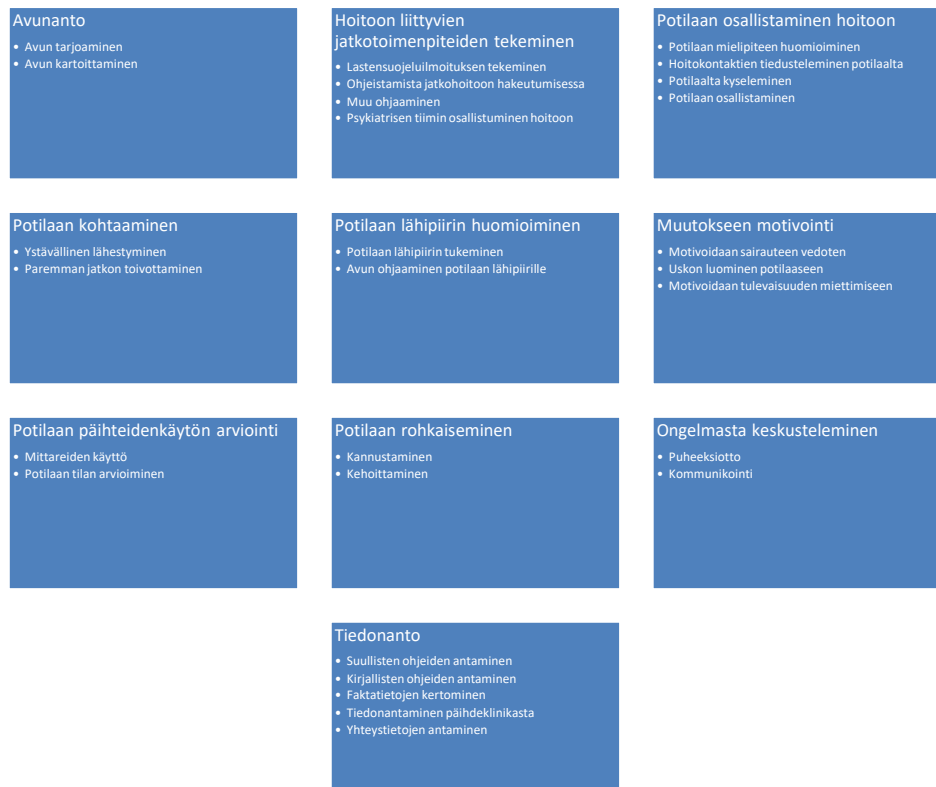 Avunanto
• Avun tarjoaminen
• Avun kartoittaminen
Hoitoon liittyvien
jatkotoimenpiteiden tekeminen
• Lastensuojeluilmoituksen tekeminen
• Ohjeistamista jatkohoitoon hakeutumisessa
• Muu ohjaaminen
• Psykiatrisen tiimin osallistuminen hoitoon
Potilaan osallistaminen hoitoon
• Potilaan mielipiteen huomioiminen
• Hoitokontaktien tiedusteleminen potilaalta
• Potilaalta kyseleminen
• Potilaan osallistaminen
Potilaan kohtaaminen
• Ystävällinen lähestyminen
• Paremman jatkon toivottaminen
Potilaan lähipiirin huomioiminen
• Potilaan lähipiirin tukeminen
• Avun ohjaaminen potilaan lähipiirille
Muutokseen motivointi
• Motivoidaan sairauteen vedoten
• Uskon luominen potilaaseen
• Motivoidaan tulevaisuuden miettimiseen
Potilaan päihteidenkäytön arviointi
• Mittareiden käyttö
• Potilaan tilan arvioiminen
Potilaan rohkaiseminen
• Kannustaminen
• Kehoittaminen
Ongelmasta keskusteleminen
• Puheeksiotto
• Kommunikointi
Tiedonanto
• Suullisten ohjeiden antaminen
• Kirjallisten ohjeiden antaminen
• Faktatietojen kertominen
• Tiedonantaminen päihdeklinikasta
• Yhteystietojen antaminen